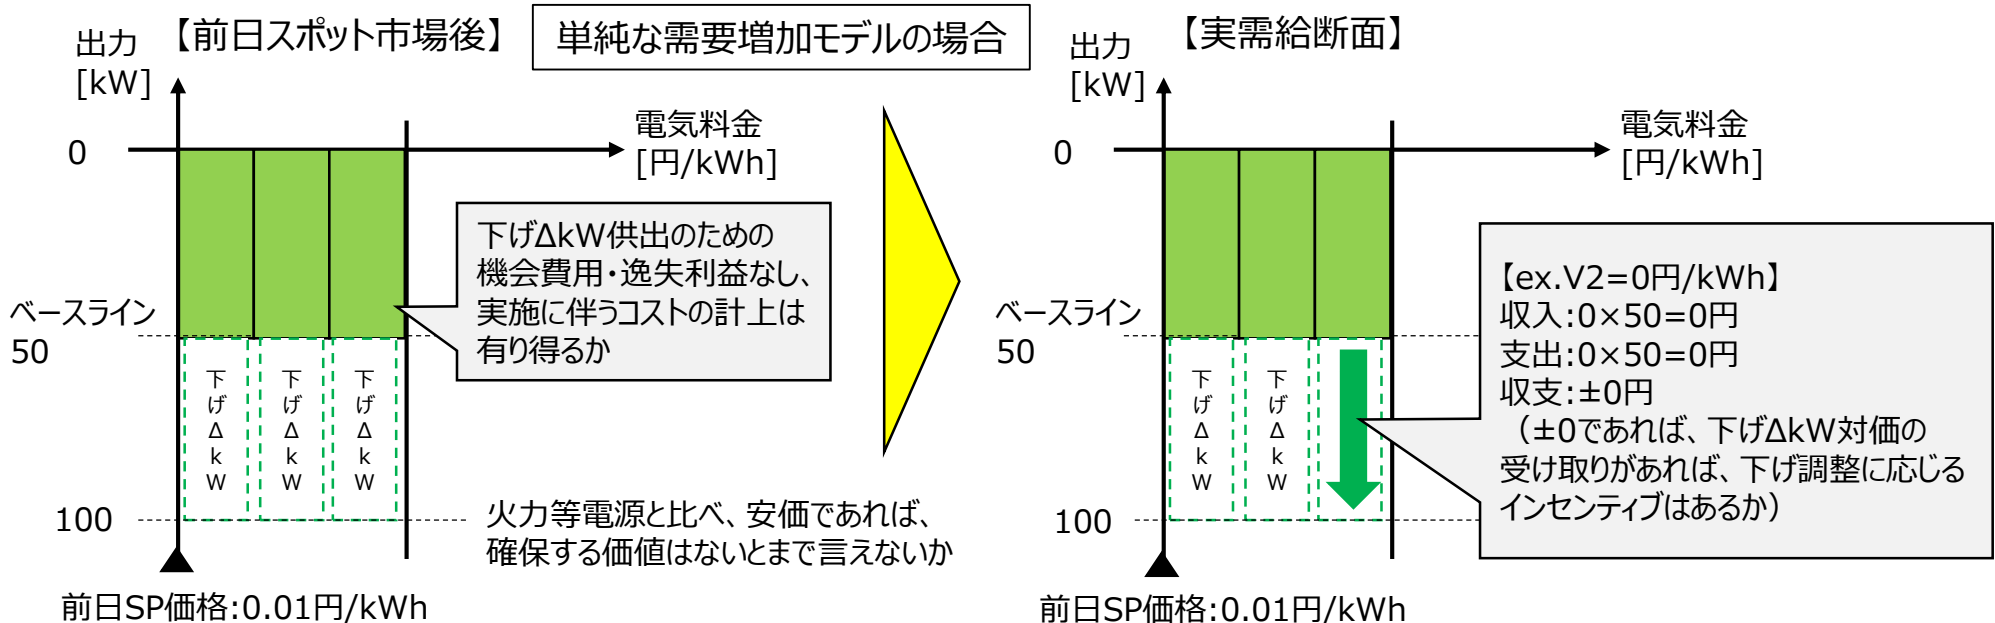 単純な需要増加モデルの場合
【前日スポット市場後】
出力
[kW]
0
電気料金
[円/kWh]
下げΔkW供出のための
機会費用・逸失利益なし、
実施に伴うコストの計上は
有り得るか
ベースライン
50
下げΔkW
下げΔkW
下げΔkW
100
火力等電源と比べ、安価であれば、
確保する価値はないとまで言えないか
前日SP価格:0.01円/kWh
【実需給断面】
出力
[kW]
0
電気料金
[円/kWh]
ベースライン
50
下げΔkW
下げΔkW
【ex.V2=0円/kWh】
収入:0×50=0円
支出:0×50=0円
収支:±0円
（±0であれば、下げΔkW対価の
受け取りがあれば、下げ調整に応じる
インセンティブはあるか）
100
前日SP価格:0.01円/kWh